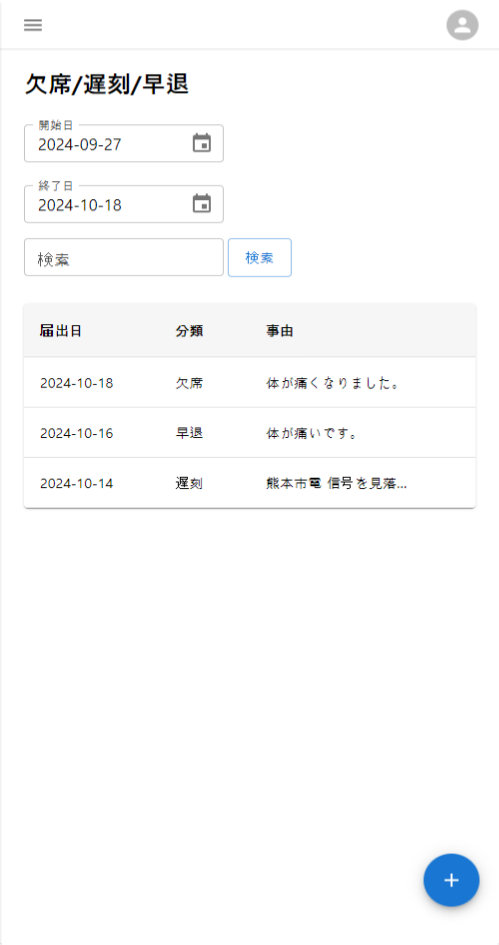 欠席/遅刻/早退
開始日
2024-09-27
終了日
2024-10-18
検索 検索
届出日 分類 事由
2024-10-18 欠席 体が痛くなりました。
2024-10-16 早退 体が痛いです。
2024-10-14 遅刻 熊本市電 信号を見落...
+